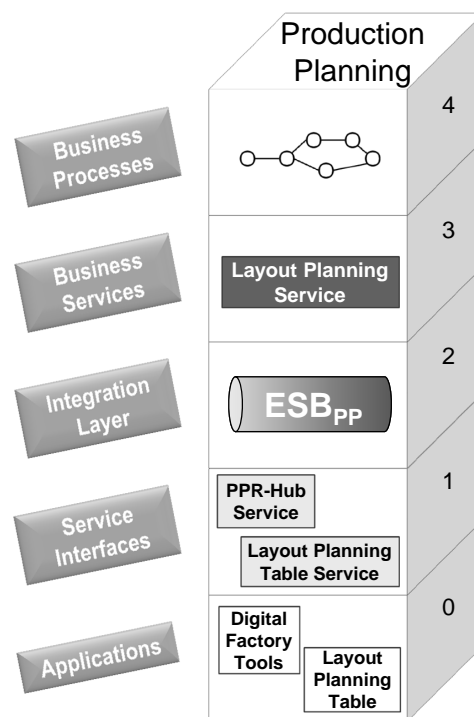 Production
Planning
4
Business
Processes
3
Business
Services
Layout Planning
Service
2
Integration
Layer
ESBPP
1
Service
Interfaces
PPR-Hub
Service
Layout Planning
Table Service
0
Applications
Digital
Factory
Tools
Layout
Planning
Table